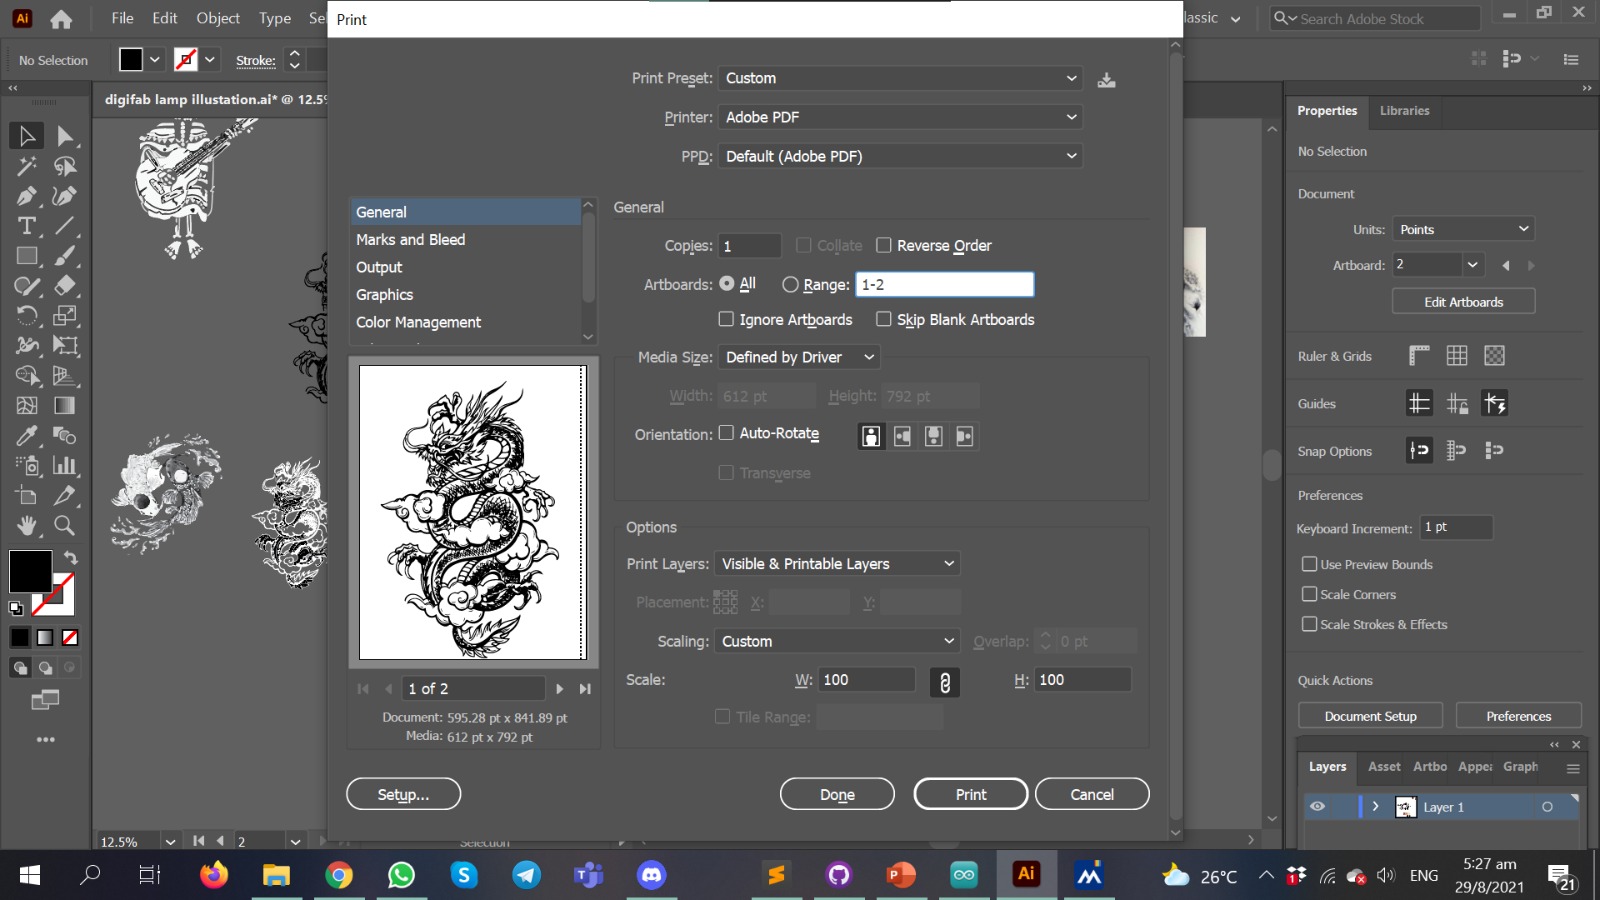 Ai File Edit Object Type Print lassic Search Adobe Stock
No Selection Stroke:
digifab lamp illustation.ai* @ 12.5%
Print Preset: Custom
Printer: Adobe PDF
PPD: Default (Adobe PDF)
General
Marks and Bleed
Output
Graphics
Color Management
General
Copies: 1 Collate Reverse Order
Artboards: All Range: 1-2
Ignore Artboards Skip Blank Artboards
Media Size: Defined by Driver
Width: 612 pt Height: 792 pt
Orientation: Auto-Rotate
Transverse
Options
Print Layers: Visible & Printable Layers
Placement: X: Y:
Scaling: Custom Overlap: 0 pt
Scale: W: 100 H: 100
Tile Range:
1 of 2
Document: 595.28 pt x 841.89 pt
Media: 612 pt x 792 pt
Setup... Done Print Cancel
Properties Libraries
No Selection
Document
Units: Points
Artboard: 2
Edit Artboards
Ruler & Grids
Guides
Snap Options
Preferences
Keyboard Increment: 1 pt
Use Preview Bounds
Scale Corners
Scale Strokes & Effects
Quick Actions
Document Setup Preferences
Layers Asset Artbo Appea Graph
Layer 1
12.5% 2 Selection
26°C ENG 5:27 am
29/8/2021
21